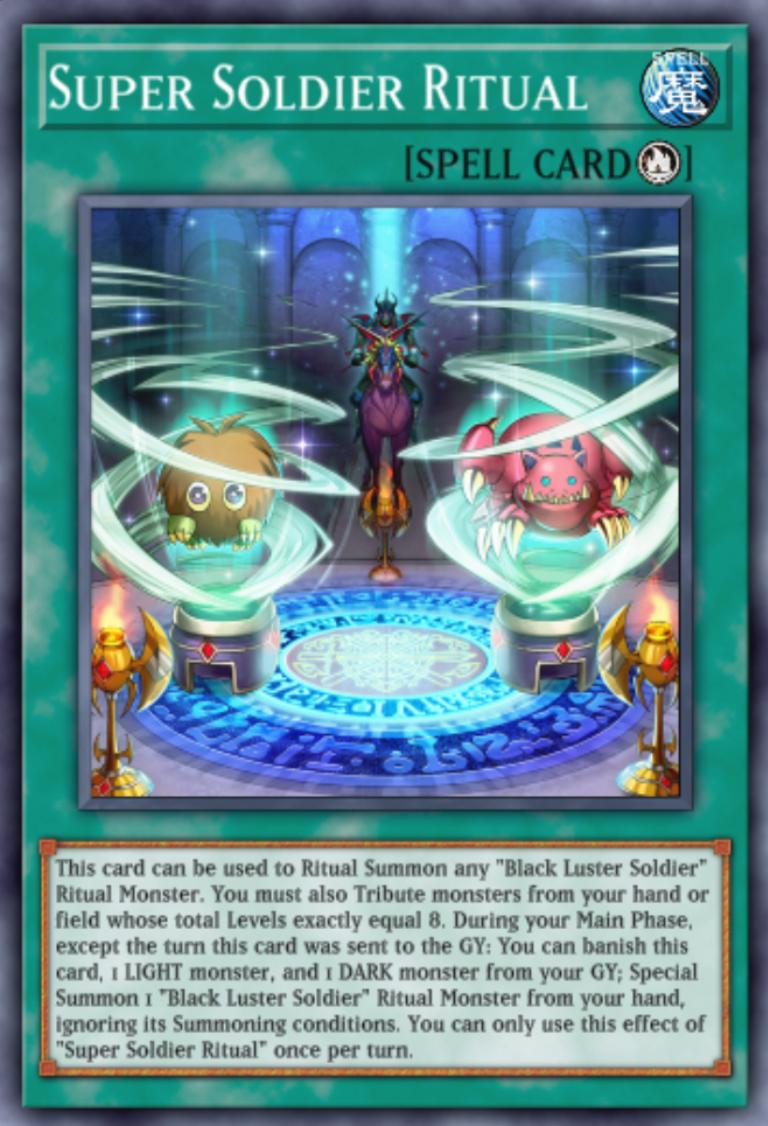 SUPER SOLDIER RITUAL
SPELL
魔
[SPELL CARD]
This card can be used to Ritual Summon any "Black Luster Soldier"
Ritual Monster. You must also Tribute monsters from your hand or
field whose total Levels exactly equal 8. During your Main Phase,
except the turn this card was sent to the GY: You can banish this
card, 1 LIGHT monster, and 1 DARK monster from your GY; Special
Summon 1 "Black Luster Soldier" Ritual Monster from your hand,
ignoring its Summoning conditions. You can only use this effect of
"Super Soldier Ritual" once per turn.